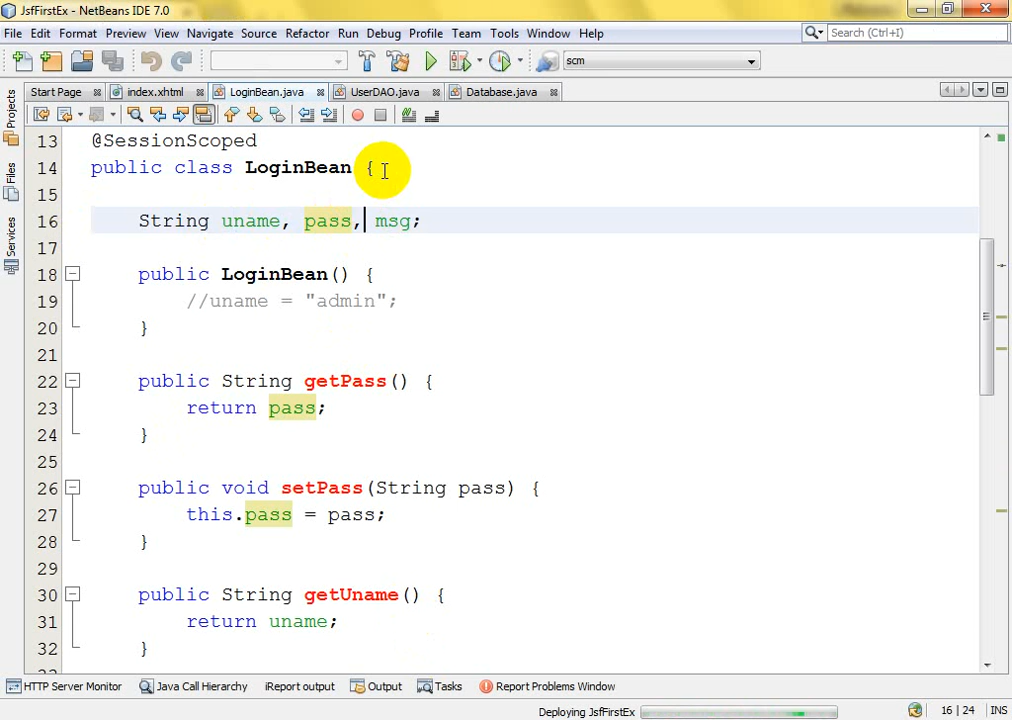 JsfFirstEx - NetBeans IDE 7.0
File Edit Format Preview View Navigate Source Refactor Run Debug Profile Team Tools Window Help
Search (Ctrl+I)
scm
Start Page index.xhtml LoginBean.java UserDAO.java Database.java
Projects
Files
Services
13 @SessionScoped
14 public class LoginBean {
15
16 String uname, pass, msg;
17
18 public LoginBean() {
19 //uname = "admin";
20 }
21
22 public String getPass() {
23 return pass;
24 }
25
26 public void setPass(String pass) {
27 this.pass = pass;
28 }
29
30 public String getUname() {
31 return uname;
32 }
HTTP Server Monitor Java Call Hierarchy iReport output Output Tasks Report Problems Window
Deploying JsfFirstEx 16 | 24 INS